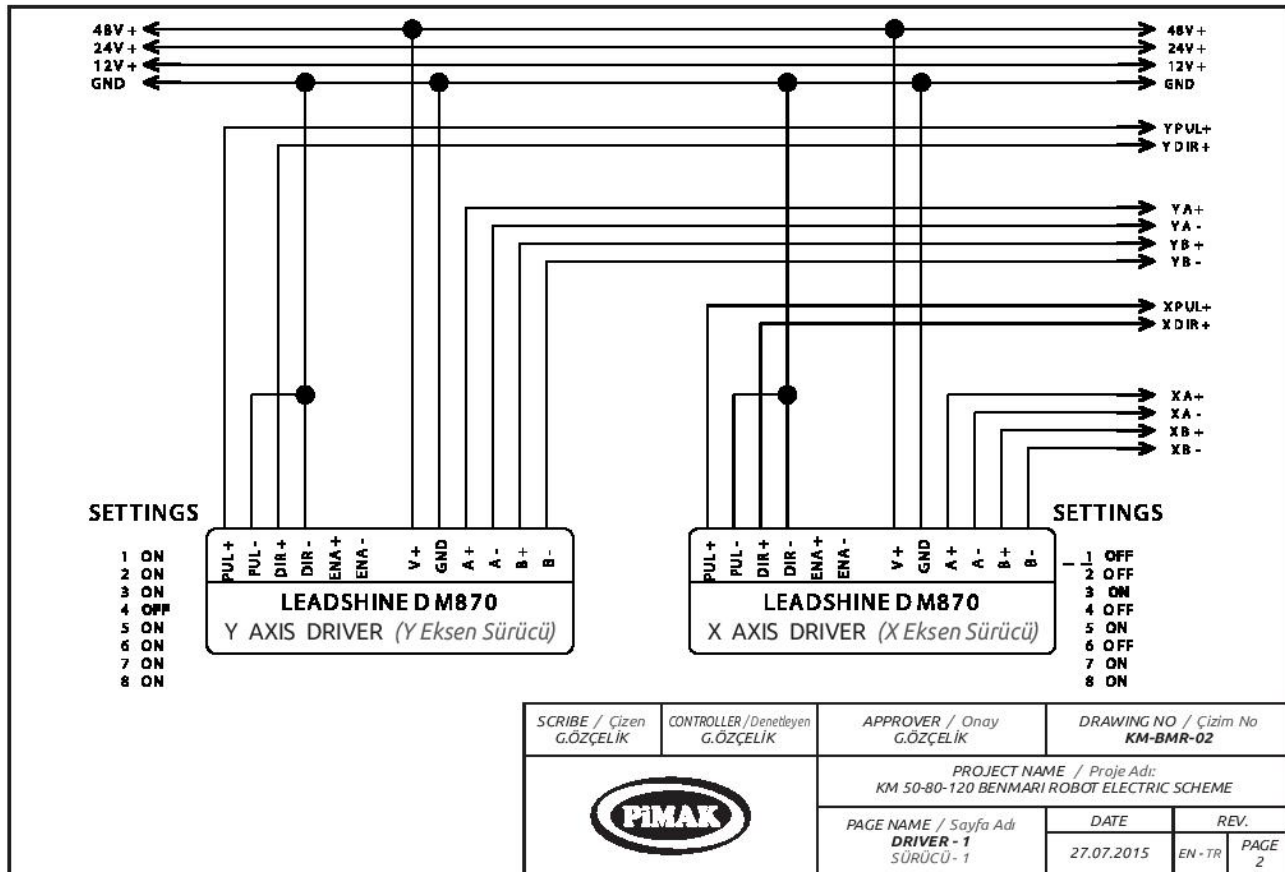 48V+ 48V+
24V+ 24V+
12V+ 12V+
GND GND
YPUL+
YDIR+
YA+
YA-
YB+
YB-
XPUL+
XDIR+
XA+
XA-
XB+
XB-
SETTINGS
1 ON
2 ON
3 ON
4 OFF
5 ON
6 ON
7 ON
8 ON
PUL+ PUL- DIR+ DIR- ENA+ ENA- V+ GND A+ A- B+ B-
LEADSHINE DM870
Y AXIS DRIVER (Y Eksen Sürücü)
PUL+ PUL- DIR+ DIR- ENA+ ENA- V+ GND A+ A- B+ B-
LEADSHINE DM870
X AXIS DRIVER (X Eksen Sürücü)
SETTINGS
1 OFF
2 OFF
3 ON
4 OFF
5 ON
6 OFF
7 ON
8 ON
SCRIBE / Çizen
G.ÖZÇELİK
CONTROLLER / Denetleyen
G.ÖZÇELİK
APPROVER / Onay
G.ÖZÇELİK
DRAWING NO / Çizim No
KM-BMR-02
PiMAK
PROJECT NAME / Proje Adı:
KM 50-80-120 BENMARI ROBOT ELECTRIC SCHEME
PAGE NAME / Sayfa Adı
DRIVER - 1
SÜRÜCÜ - 1
DATE
27.07.2015
REV.
EN - TR
PAGE
2